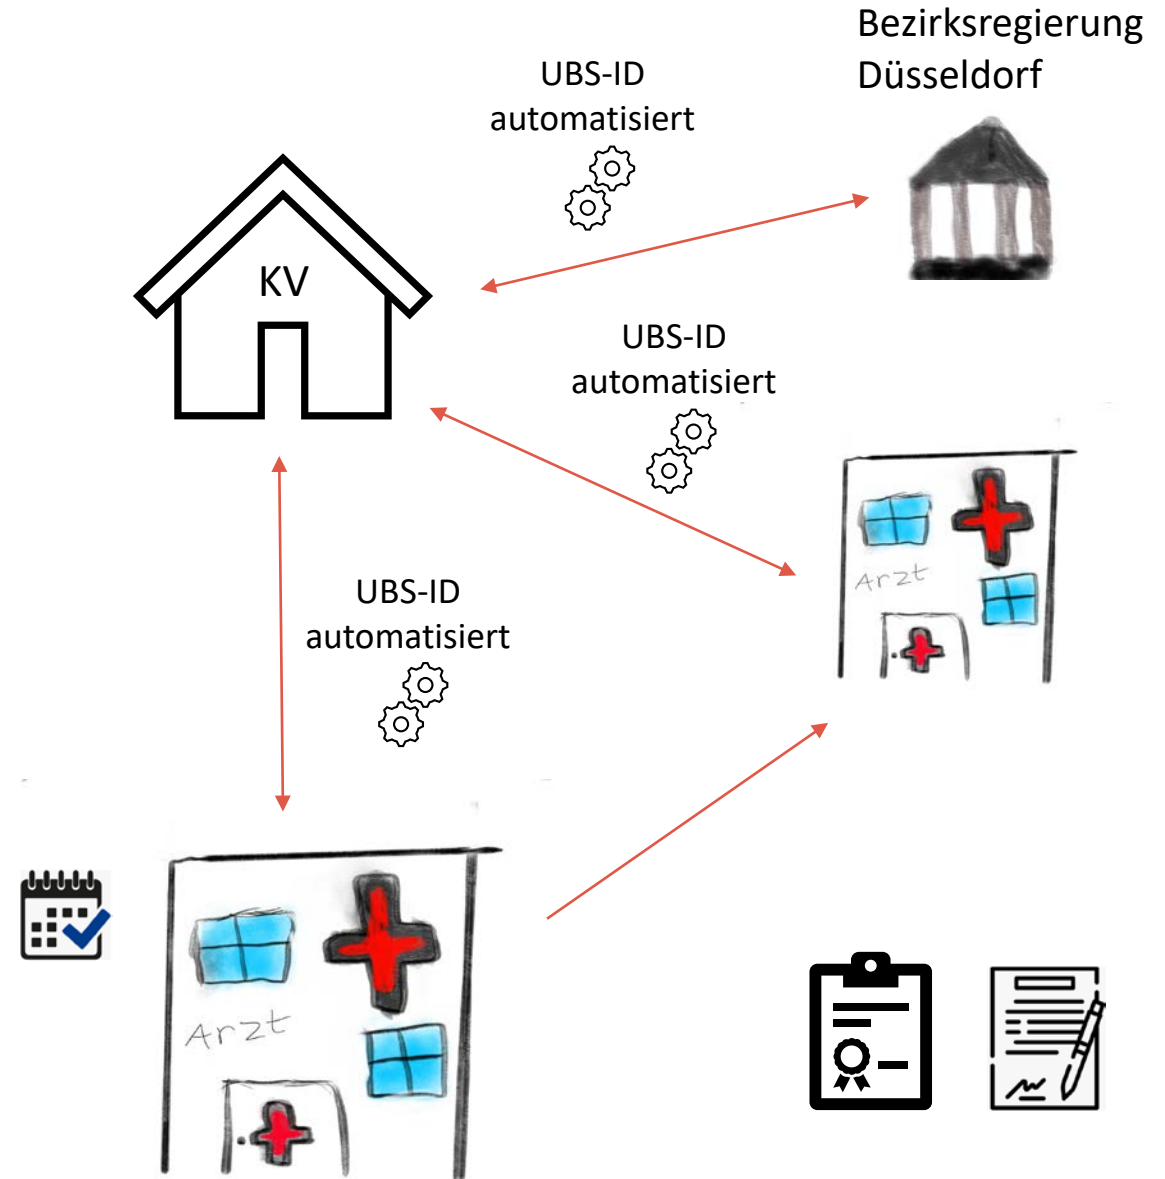 Bezirksregierung
Düsseldorf
UBS-ID
automatisiert
KV
UBS-ID
automatisiert
Arzt
UBS-ID
automatisiert
Arzt